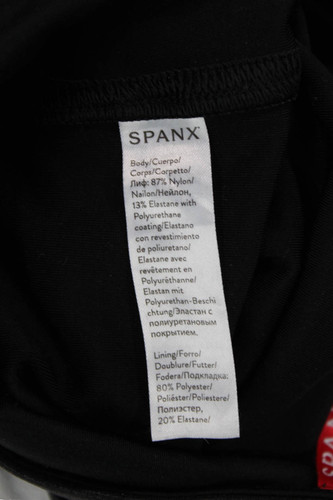 SPANX
Body/Cuerpo/
Corps/Corpetto/
Лиф: 87% Nylon/
Nailon/Нейлон,
13% Elastane with
Polyurethane
coating/Elastano
con revestimiento
de poliuretano/
Elastane avec
revêtement en
Polyuréthanne/
Elastan mit
Polyurethan-Beschi
chtung/Эластан с
полиуретановым
покрытием.
Lining/Forro/
Doublure/Futter/
Fodera/Подкладка:
80% Polyester/
Poliéster/Poliestere/
Полиэстер,
20% Elastane/
SPAN